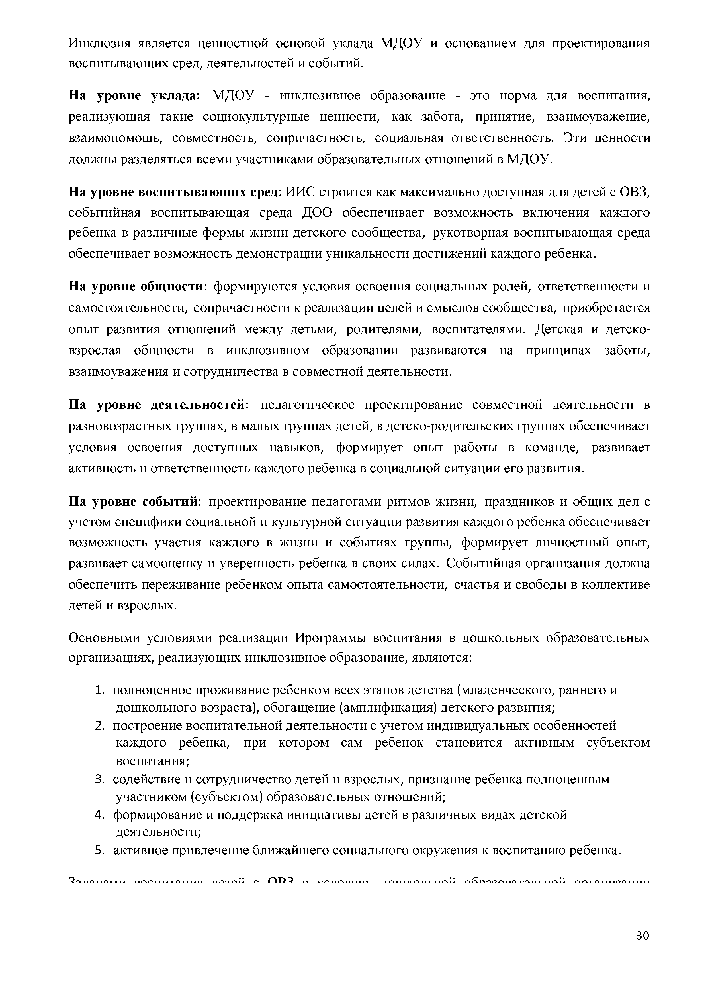 Инклюзия является ценностной основой уклада МДОУ и основанием для проектирования
воспитывающих сред, деятельностей и событий.
На уровне уклада: МДОУ - инклюзивное образование - это норма для воспитания,
реализующая такие социокультурные ценности, как забота, принятие, взаимоуважение,
взаимопомощь, совместность, сопричастность, социальная ответственность. Эти ценности
должны разделяться всеми участниками образовательных отношений в МДОУ.
На уровне воспитывающих сред: ИИС строится как максимально доступная для детей с ОВЗ,
событийная воспитывающая среда ДОО обеспечивает возможность включения каждого
ребенка в различные формы жизни детского сообщества, рукотворная воспитывающая среда
обеспечивает возможность демонстрации уникальности достижений каждого ребенка.
На уровне общности: формируются условия освоения социальных ролей, ответственности и
самостоятельности, сопричастности к реализации целей и смыслов сообщества, приобретается
опыт развития отношений между детьми, родителями, воспитателями. Детская и детско-
взрослая общности в инклюзивном образовании развиваются на принципах заботы,
взаимоуважения и сотрудничества в совместной деятельности.
На уровне деятельностей: педагогическое проектирование совместной деятельности в
разновозрастных группах, в малых группах детей, в детско-родительских группах обеспечивает
условия освоения доступных навыков, формирует опыт работы в команде, развивает
активность и ответственность каждого ребенка в социальной ситуации его развития.
На уровне событий: проектирование педагогами ритмов жизни, праздников и общих дел с
учетом специфики социальной и культурной ситуации развития каждого ребенка обеспечивает
возможность участия каждого в жизни и событиях группы, формирует личностный опыт,
развивает самооценку и уверенность ребенка в своих силах. Событийная организация должна
обеспечить переживание ребенком опыта самостоятельности, счастья и свободы в коллективе
детей и взрослых.
Основными условиями реализации Ирограммы воспитания в дошкольных образовательных
организациях, реализующих инклюзивное образование, являются:
1. полноценное проживание ребенком всех этапов детства (младенческого, раннего и
дошкольного возраста), обогащение (амплификация) детского развития;
2. построение воспитательной деятельности с учетом индивидуальных особенностей
каждого ребенка, при котором сам ребенок становится активным субъектом
воспитания;
3. содействие и сотрудничество детей и взрослых, признание ребенка полноценным
участником (субъектом) образовательных отношений;
4. формирование и поддержка инициативы детей в различных видах детской
деятельности;
5. активное привлечение ближайшего социального окружения к воспитанию ребенка.
Задачами воспитания детей с ОВЗ в условиях дошкольной образовательной организации
30